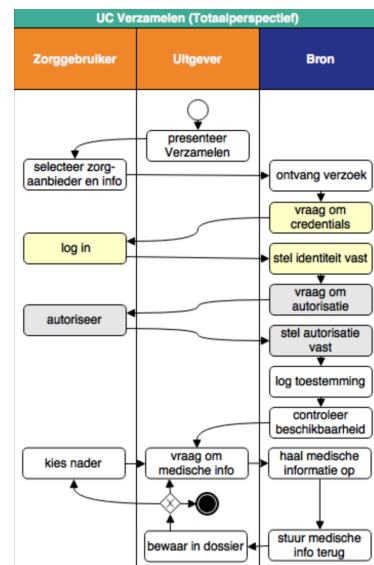 UC Verzamelen (Totaalperspectief)
Zorggebruiker
Uitgever
Bron
presenteer
Verzamelen
selecteer zorg-
aanbieder en info
ontvang verzoek
vraag om
credentials
log in
stel identiteit vast
vraag om
autorisatie
autoriseer
stel autorisatie
vast
log toestemming
controleer
beschikbaarheid
kies nader
vraag om
medische info
haal medische
informatie op
X
bewaar in dossier
stuur medische
info terug